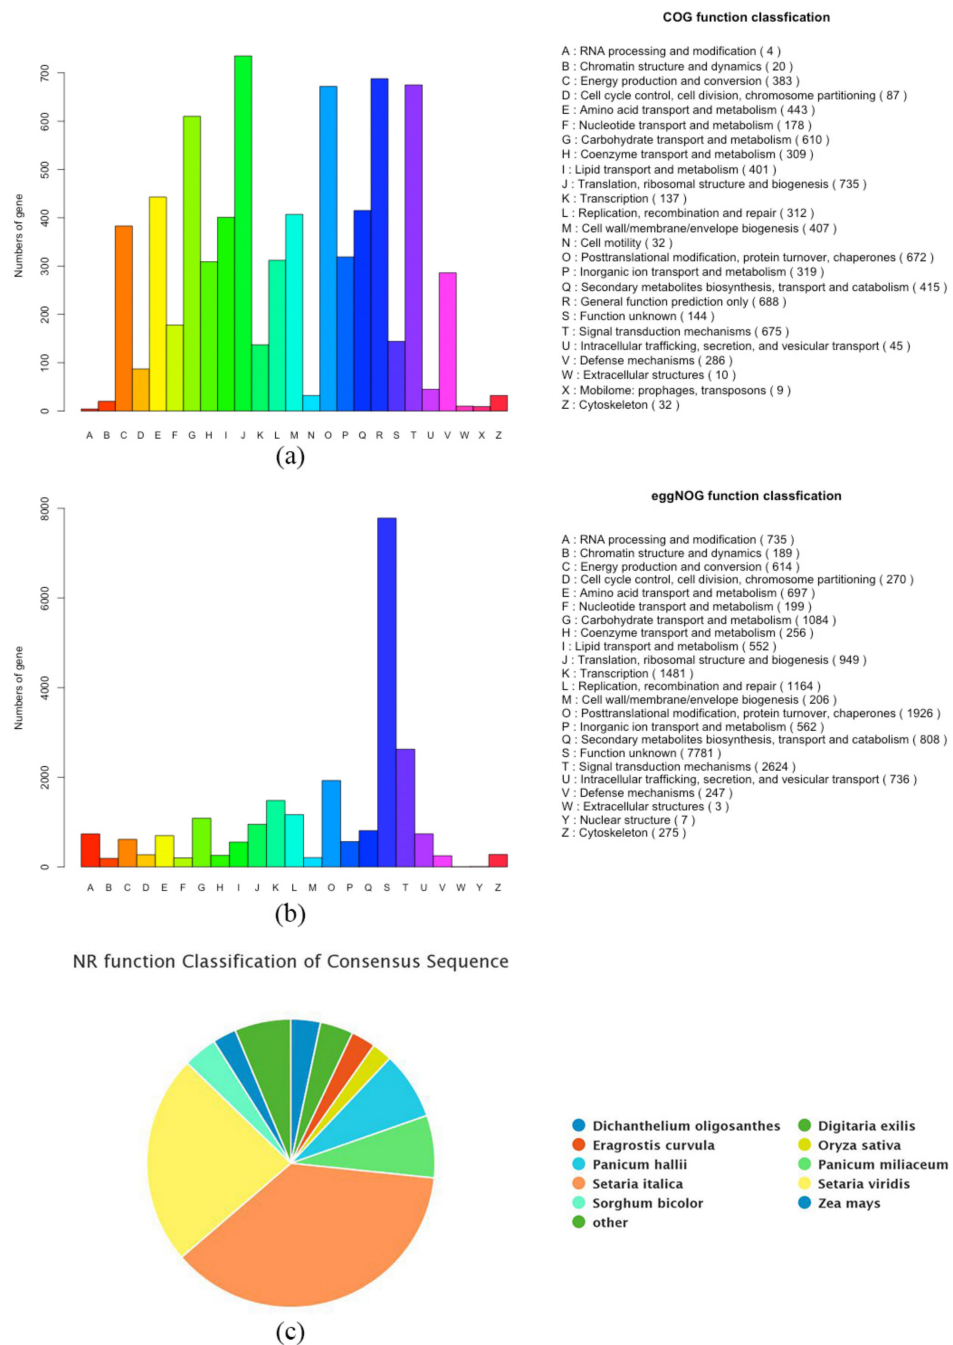 COG function classfication
A : RNA processing and modification ( 4 )
B : Chromatin structure and dynamics ( 20 )
C : Energy production and conversion ( 383 )
D : Cell cycle control, cell division, chromosome partitioning ( 87 )
E : Amino acid transport and metabolism ( 443 )
F : Nucleotide transport and metabolism ( 178 )
G : Carbohydrate transport and metabolism ( 610 )
H : Coenzyme transport and metabolism ( 309 )
I : Lipid transport and metabolism ( 401 )
J : Translation, ribosomal structure and biogenesis ( 735 )
K : Transcription ( 137 )
L : Replication, recombination and repair ( 312 )
M : Cell wall/membrane/envelope biogenesis ( 407 )
N : Cell motility ( 32 )
O : Posttranslational modification, protein turnover, chaperones ( 672 )
P : Inorganic ion transport and metabolism ( 319 )
Q : Secondary metabolites biosynthesis, transport and catabolism ( 415 )
R : General function prediction only ( 688 )
S : Function unknown ( 144 )
T : Signal transduction mechanisms ( 675 )
U : Intracellular trafficking, secretion, and vesicular transport ( 45 )
V : Defense mechanisms ( 286 )
W : Extracellular structures ( 10 )
X : Mobilome: prophages, transposons ( 9 )
Z : Cytoskeleton ( 32 )
Numbers of gene
700
600
500
400
300
200
100
0
A B C D E F G H I J K L M N O P Q R S T U V W X Z
(a)
eggNOG function classfication
A : RNA processing and modification ( 735 )
B : Chromatin structure and dynamics ( 189 )
C : Energy production and conversion ( 614 )
D : Cell cycle control, cell division, chromosome partitioning ( 270 )
E : Amino acid transport and metabolism ( 697 )
F : Nucleotide transport and metabolism ( 199 )
G : Carbohydrate transport and metabolism ( 1084 )
H : Coenzyme transport and metabolism ( 256 )
I : Lipid transport and metabolism ( 552 )
J : Translation, ribosomal structure and biogenesis ( 949 )
K : Transcription ( 1481 )
L : Replication, recombination and repair ( 1164 )
M : Cell wall/membrane/envelope biogenesis ( 206 )
O : Posttranslational modification, protein turnover, chaperones ( 1926 )
P : Inorganic ion transport and metabolism ( 562 )
Q : Secondary metabolites biosynthesis, transport and catabolism ( 808 )
S : Function unknown ( 7781 )
T : Signal transduction mechanisms ( 2624 )
U : Intracellular trafficking, secretion, and vesicular transport ( 736 )
V : Defense mechanisms ( 247 )
W : Extracellular structures ( 3 )
Y : Nuclear structure ( 7 )
Z : Cytoskeleton ( 275 )
Numbers of gene
8000
6000
4000
2000
0
A B C D E F G H I J K L M O P Q S T U V W Y Z
(b)
NR function Classification of Consensus Sequence
Dichanthelium oligosanthes Digitaria exilis
Eragrostis curvula Oryza sativa
Panicum hallii Panicum miliaceum
Setaria italica Setaria viridis
Sorghum bicolor Zea mays
other
(c)